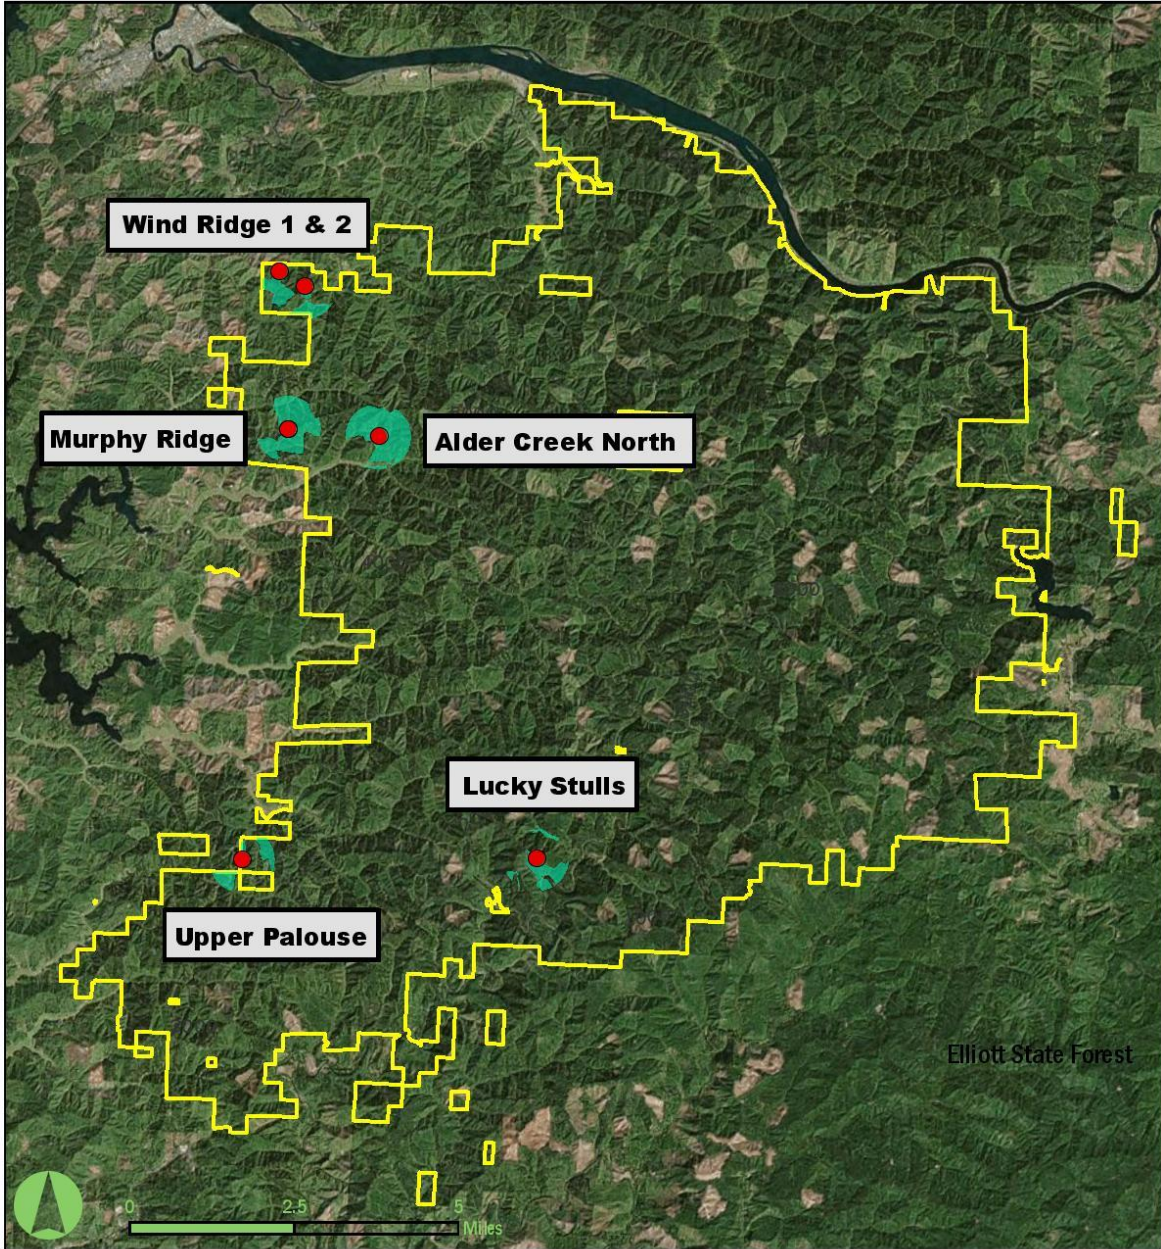 Wind Ridge 1 & 2
Murphy Ridge
Alder Creek North
Lucky Stulls
Upper Palouse
Elliott State Forest
0 2.5 5
Miles